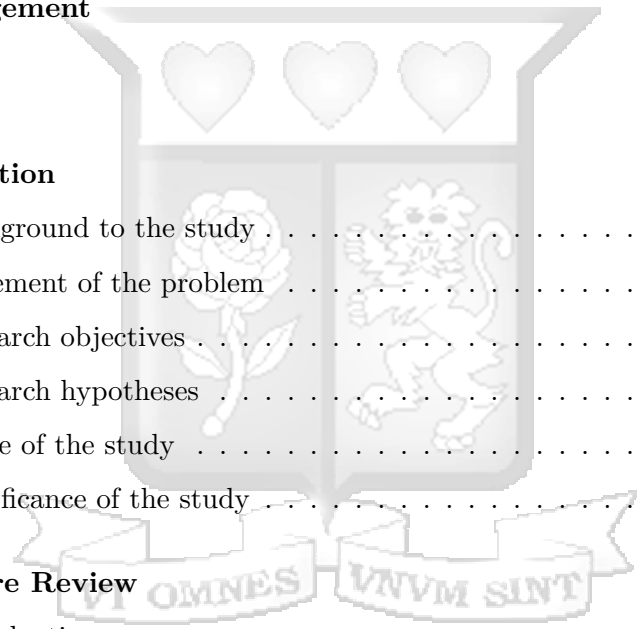 gement
tion
ground to the study . . . . . . . . . . . . . . . . .
ement of the problem . . . . . . . . . . . . . . . .
arch objectives . . . . . . . . . . . . . . . . . . . .
arch hypotheses . . . . . . . . . . . . . . . . . . .
e of the study . . . . . . . . . . . . . . . . . . . .
ficance of the study . . . . . . . . . . . . . . . . .
re Review
VT OMNES VNVM SINT